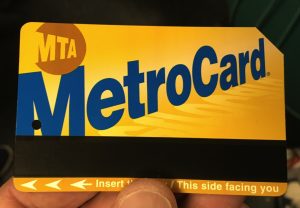 MTA
MetroCard®
Insert / This side facing you